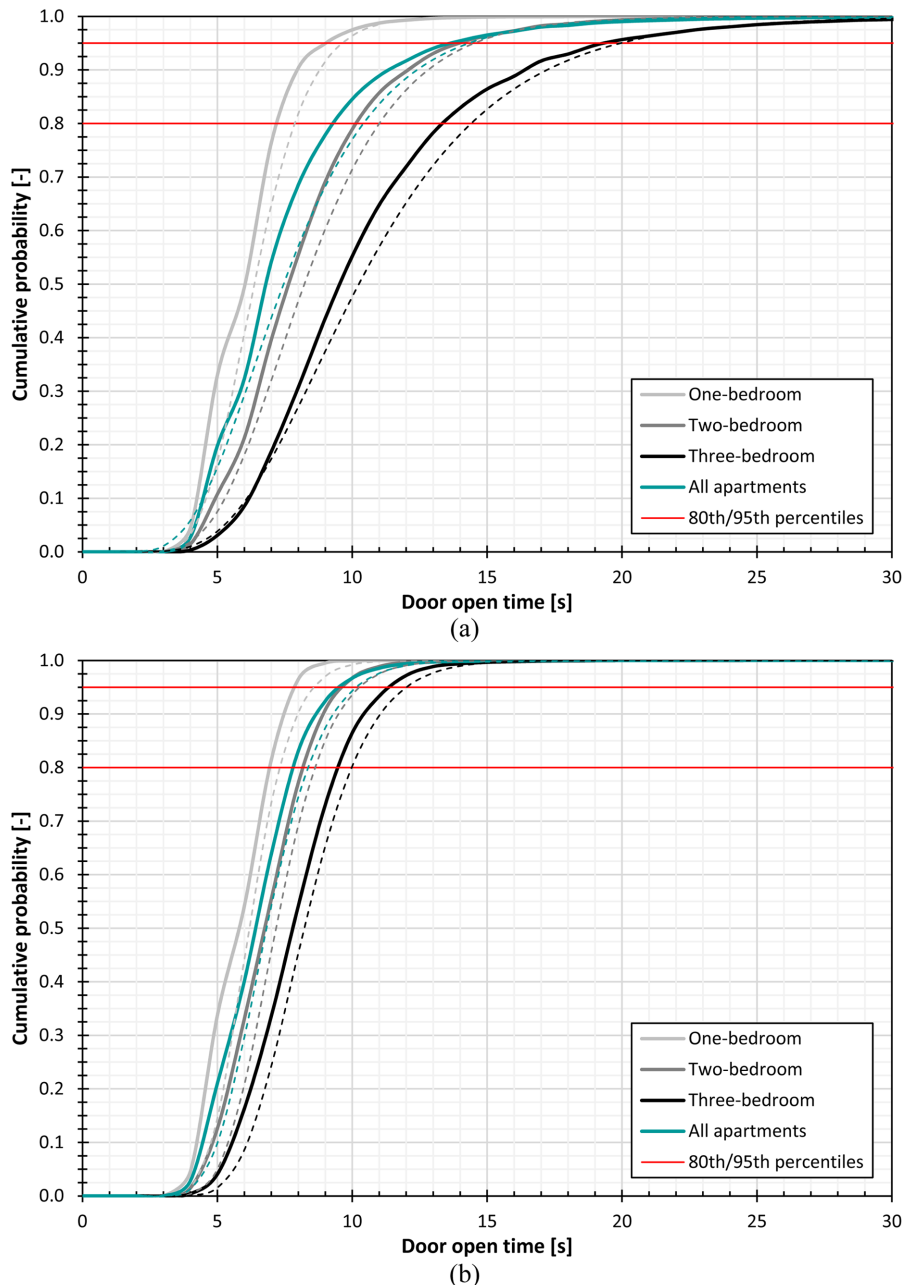 1.0
0.9
0.8
0.7
0.6
0.5
0.4
0.3
0.2
0.1
0.0
Cumulative probability [-]
One-bedroom
Two-bedroom
Three-bedroom
All apartments
80th/95th percentiles
0 5 10 15 20 25 30
Door open time [s]
(a)
1.0
0.9
0.8
0.7
0.6
0.5
0.4
0.3
0.2
0.1
0.0
Cumulative probability [-]
One-bedroom
Two-bedroom
Three-bedroom
All apartments
80th/95th percentiles
0 5 10 15 20 25 30
Door open time [s]
(b)